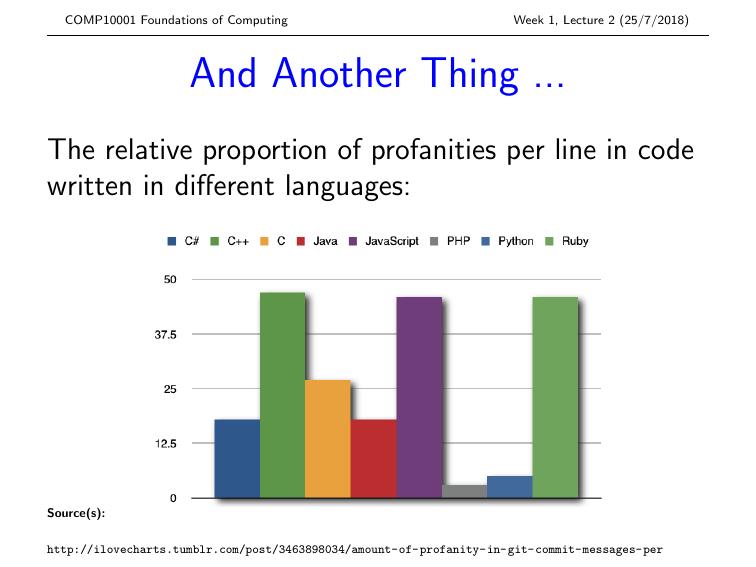 COMP10001 Foundations of Computing Week 1, Lecture 2 (25/7/2018)
And Another Thing ...
The relative proportion of profanities per line in code
written in different languages:
C# C++ C Java JavaScript PHP Python Ruby
50
37.5
25
12.5
0
Source(s):
http://ilovecharts.tumblr.com/post/3463898034/amount-of-profanity-in-git-commit-messages-per